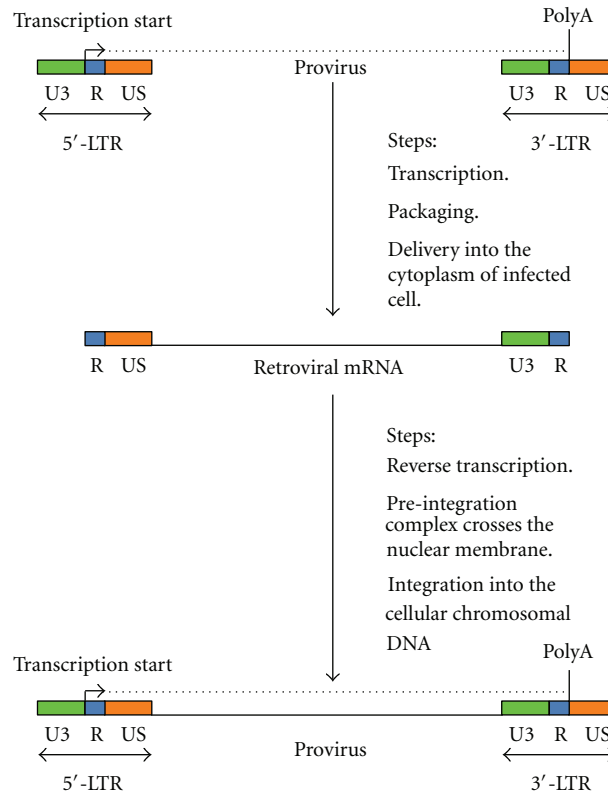 Transcription start
PolyA
Provirus
U3 R US
U3 R US
5′-LTR
3′-LTR
Steps:
Transcription.
Packaging.
Delivery into the
cytoplasm of infected
cell.
R US
Retroviral mRNA
U3 R
Steps:
Reverse transcription.
Pre-integration
complex crosses the
nuclear membrane.
Integration into the
cellular chromosomal
DNA
Transcription start
PolyA
U3 R US
Provirus
U3 R US
5′-LTR
3′-LTR